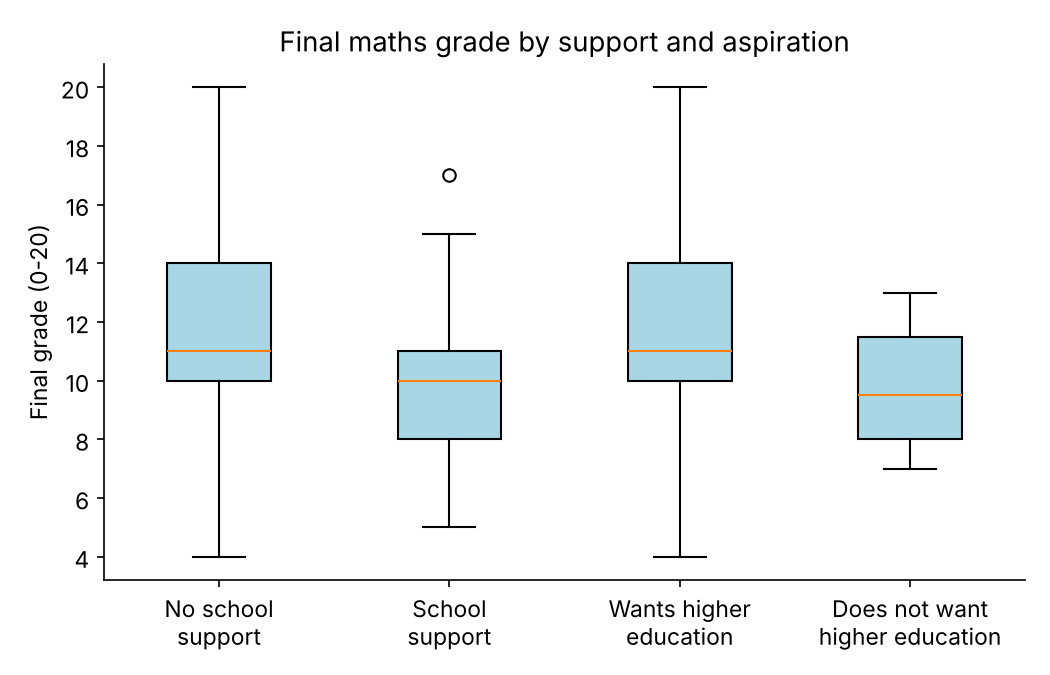 Final maths grade by support and aspiration
Final grade (0-20)
20
18
16
14
12
10
8
6
4
No school
support
School
support
Wants higher
education
Does not want
higher education